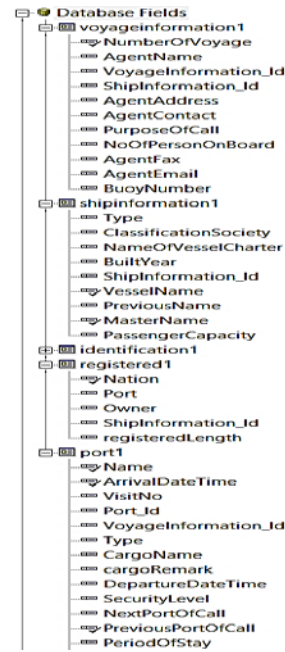 Database Fields
voyageinformation1
NumberOfVoyage
AgentName
VoyageInformation_Id
ShipInformation_Id
AgentAddress
AgentContact
PurposeOfCall
NoOfPersonOnBoard
AgentFax
AgentEmail
BuoyNumber
shipinformation1
Type
ClassificationSociety
NameOfVesselCharter
BuiltYear
ShipInformation_Id
VesselName
PreviousName
MasterName
PassengerCapacity
identification1
registered1
Nation
Port
Owner
ShipInformation_Id
registeredLength
port1
Name
ArrivalDateTime
VisitNo
Port_Id
VoyageInformation_Id
Type
CargoName
cargoRemark
DepartureDateTime
SecurityLevel
NextPortOfCall
PreviousPortOfCall
PeriodOfStay